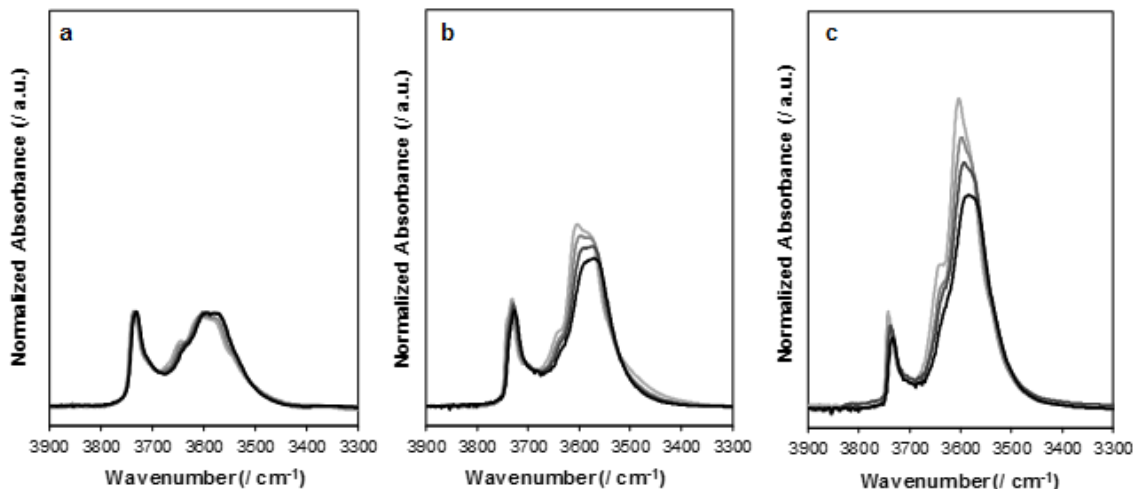 a
Normalized Absorbance (/ a.u.)
3900 3800 3700 3600 3500 3400 3300
Wavenumber (/ cm-1)
b
Normalized Absorbance (/ a.u.)
3900 3800 3700 3600 3500 3400 3300
Wavenumber (/ cm-1)
c
Normalized Absorbance (/ a.u.)
3900 3800 3700 3600 3500 3400 3300
Wavenumber (/ cm-1)